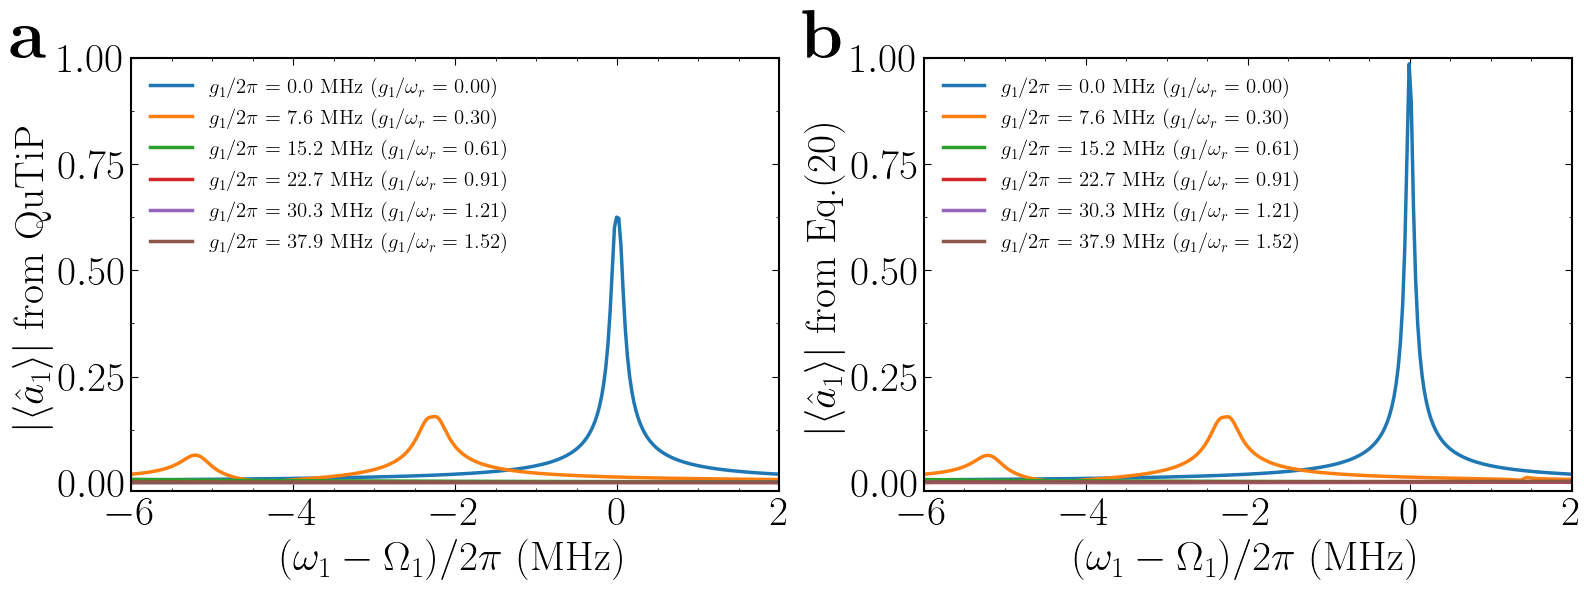 a
1.00
0.75
0.50
0.25
0.00
|⟨â₁⟩| from QuTiP
g₁/2π = 0.0 MHz (g₁/ωᵣ = 0.00)
g₁/2π = 7.6 MHz (g₁/ωᵣ = 0.30)
g₁/2π = 15.2 MHz (g₁/ωᵣ = 0.61)
g₁/2π = 22.7 MHz (g₁/ωᵣ = 0.91)
g₁/2π = 30.3 MHz (g₁/ωᵣ = 1.21)
g₁/2π = 37.9 MHz (g₁/ωᵣ = 1.52)
−6 −4 −2 0 2
(ω₁ − Ω₁)/2π (MHz)
b
1.00
0.75
0.50
0.25
0.00
|⟨â₁⟩| from Eq.(20)
g₁/2π = 0.0 MHz (g₁/ωᵣ = 0.00)
g₁/2π = 7.6 MHz (g₁/ωᵣ = 0.30)
g₁/2π = 15.2 MHz (g₁/ωᵣ = 0.61)
g₁/2π = 22.7 MHz (g₁/ωᵣ = 0.91)
g₁/2π = 30.3 MHz (g₁/ωᵣ = 1.21)
g₁/2π = 37.9 MHz (g₁/ωᵣ = 1.52)
−6 −4 −2 0 2
(ω₁ − Ω₁)/2π (MHz)